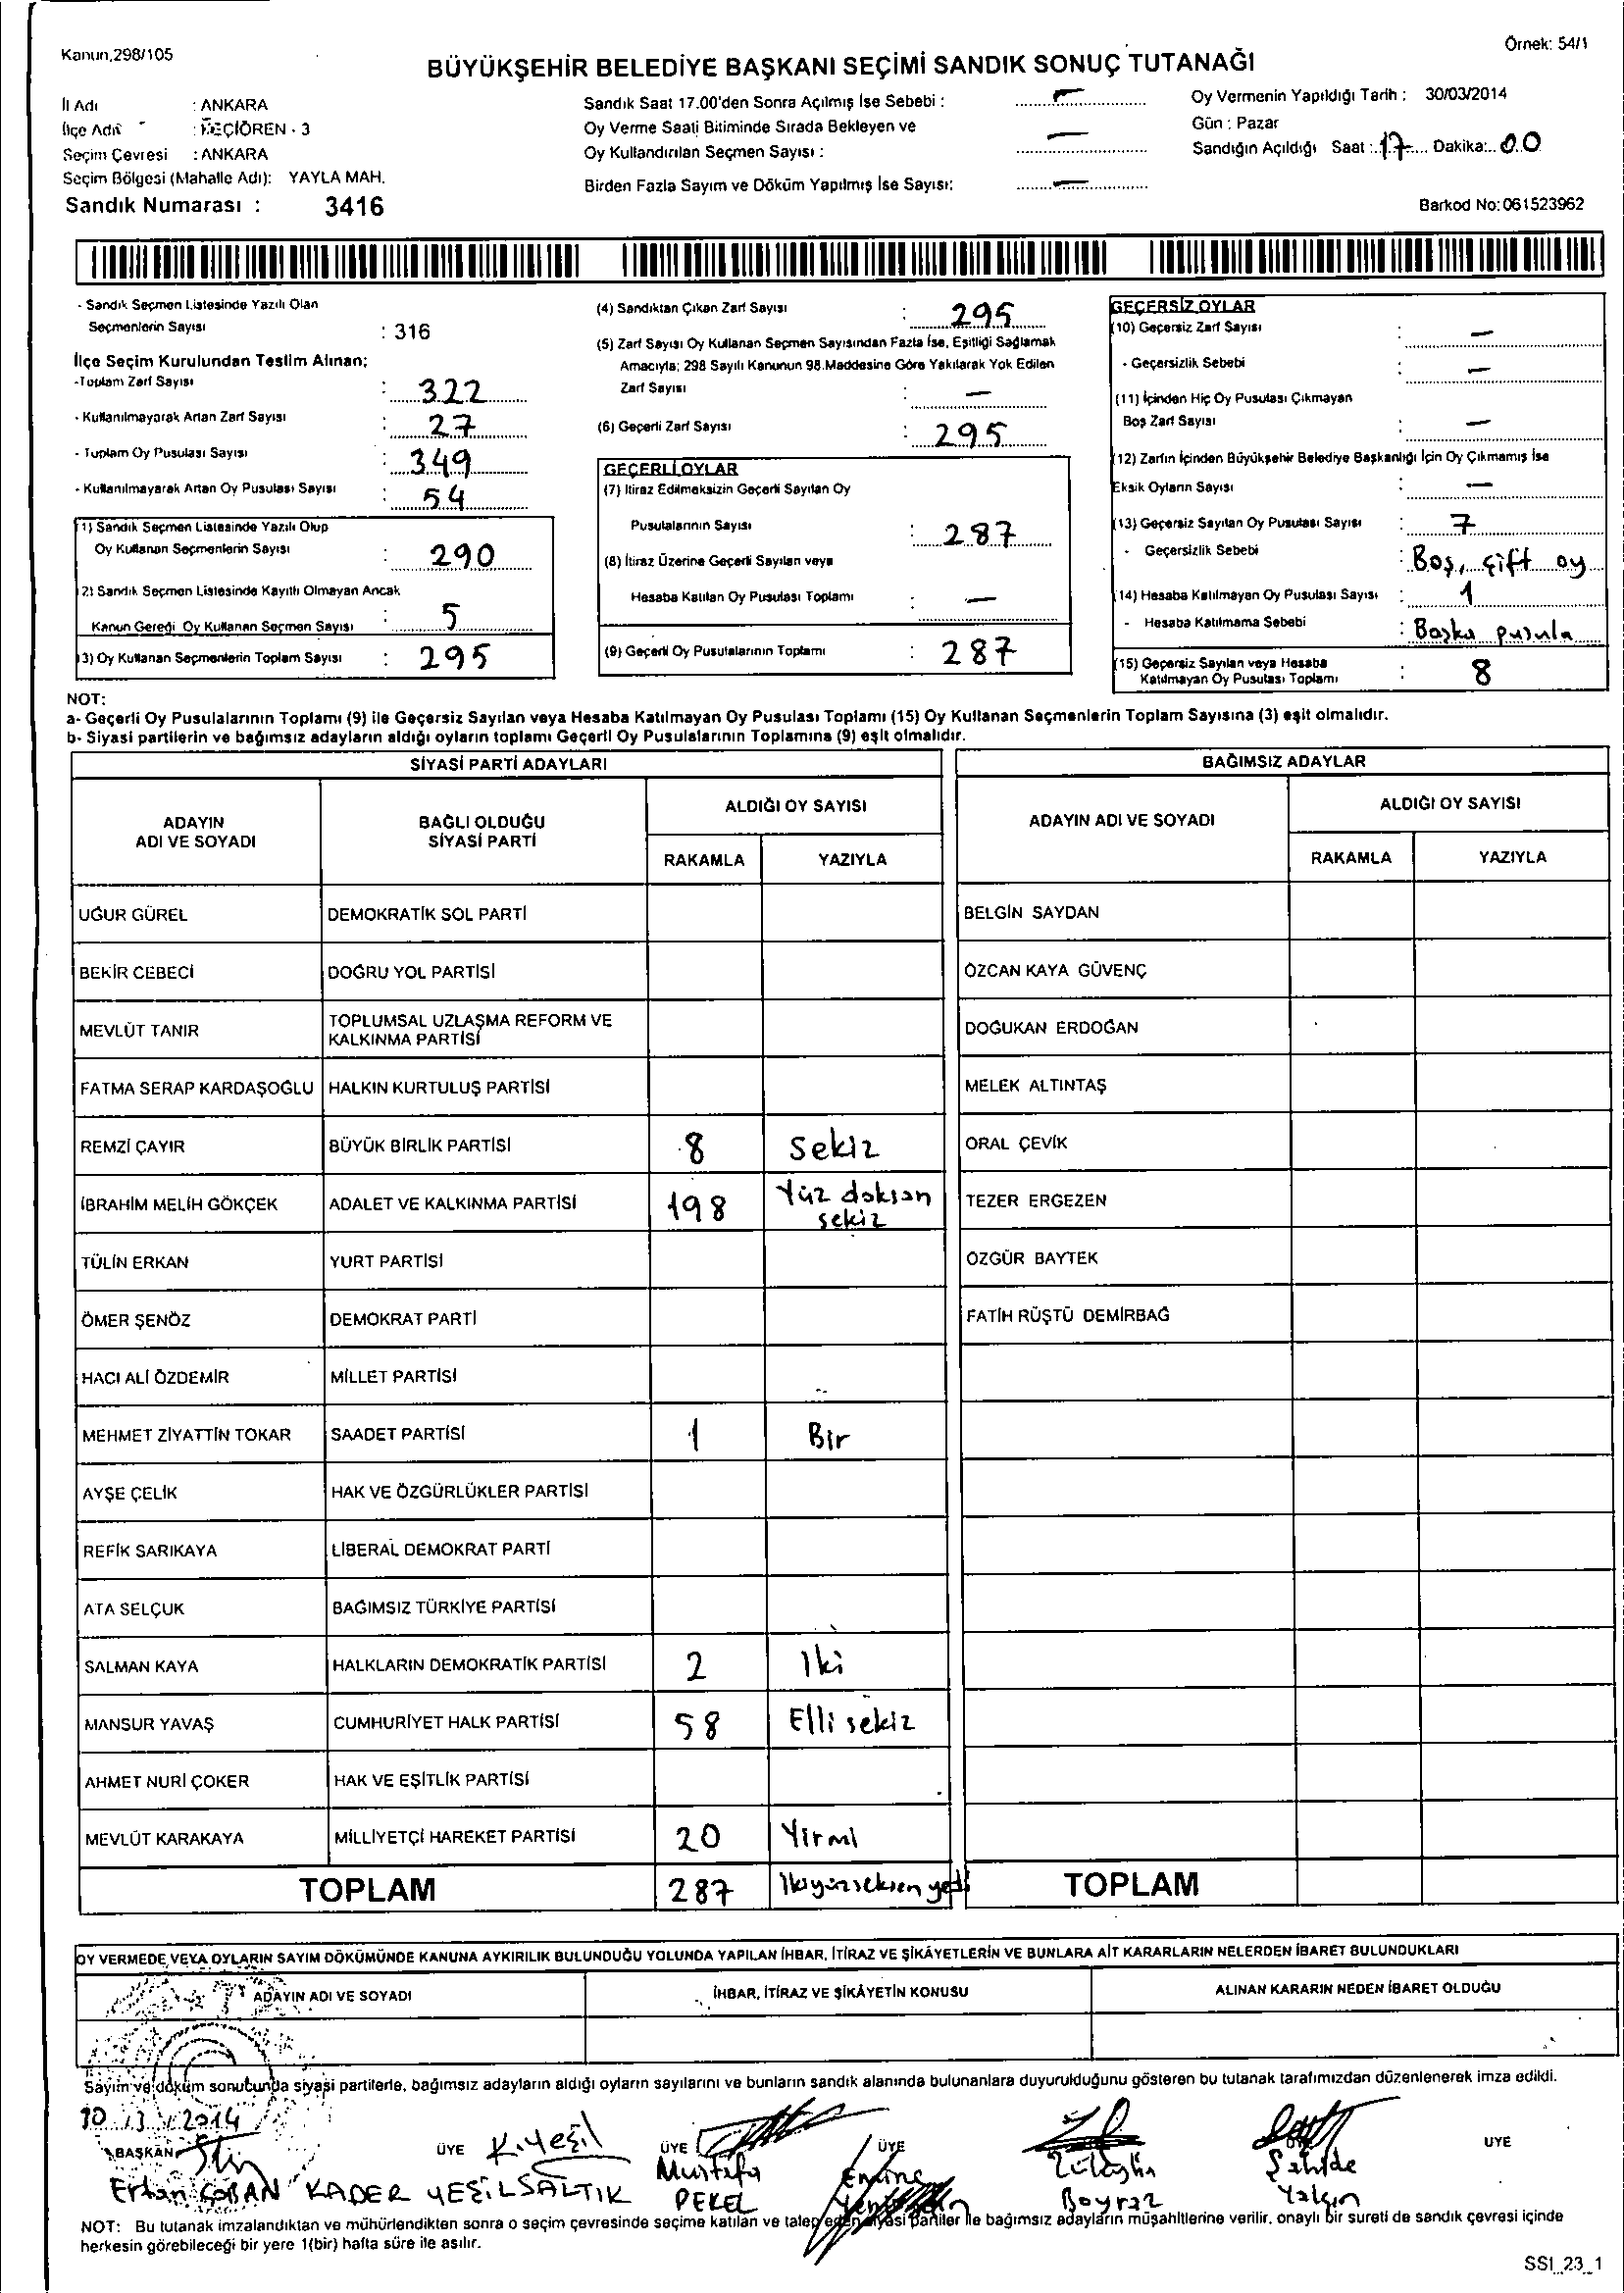 Kanun.298/105
Örnek: 54/1
BÜYÜKŞEHİR BELEDİYE BAŞKANI SEÇİMİ SANDIK SONUÇ TUTANAĞI
İl Adı : ANKARA
İlçe Adı : KEÇİÖREN - 3
Seçim Çevresi : ANKARA
Seçim Bölgesi (Mahalle Adı): YAYLA MAH.
Sandık Numarası : 3416
Sandık Saat 17.00'den Sonra Açılmış İse Sebebi : –
Oy Verme Saati Bitiminde Sırada Bekleyen ve
Oy Kullandırılan Seçmen Sayısı : –
Birden Fazla Sayım ve Döküm Yapılmış İse Sayısı: –
Oy Vermenin Yapıldığı Tarih : 30/03/2014
Gün : Pazar
Sandığın Açıldığı Saat : 17 Dakika: 00
Barkod No: 061523962
- Sandık Seçmen Listesinde Yazılı Olan
Seçmenlerin Sayısı : 316
İlçe Seçim Kurulundan Teslim Alınan;
-Toplam Zarf Sayısı : 322
- Kullanılmayarak Artan Zarf Sayısı : 27
- Toplam Oy Pusulası Sayısı : 349
- Kullanılmayarak Artan Oy Pusulası Sayısı : 54
1) Sandık Seçmen Listesinde Yazılı Olup
Oy Kullanan Seçmenlerin Sayısı : 290
2) Sandık Seçmen Listesinde Kayıtlı Olmayan Ancak
Kanun Gereği Oy Kullanan Seçmen Sayısı : 5
3) Oy Kullanan Seçmenlerin Toplam Sayısı : 295
(4) Sandıktan Çıkan Zarf Sayısı : 295
(5) Zarf Sayısı Oy Kullanan Seçmen Sayısından Fazla İse, Eşitliği Sağlamak
Amacıyla; 298 Sayılı Kanunun 98.Maddesine Göre Yakılarak Yok Edilen
Zarf Sayısı : –
(6) Geçerli Zarf Sayısı : 295
GEÇERLİ OYLAR
(7) İtiraz Edilmeksizin Geçerli Sayılan Oy
Pusulalarının Sayısı : 287
(8) İtiraz Üzerine Geçerli Sayılan veya
Hesaba Katılan Oy Pusulası Toplamı : –
(9) Geçerli Oy Pusulalarının Toplamı : 287
GEÇERSİZ OYLAR
(10) Geçersiz Zarf Sayısı : –
- Geçersizlik Sebebi : –
(11) İçinden Hiç Oy Pusulası Çıkmayan
Boş Zarf Sayısı : –
(12) Zarfın İçinden Büyükşehir Belediye Başkanlığı İçin Oy Çıkmamış İse
Eksik Oyların Sayısı : –
(13) Geçersiz Sayılan Oy Pusulası Sayısı : 7
- Geçersizlik Sebebi : Boş, çift oy
(14) Hesaba Katılmayan Oy Pusulası Sayısı : 1
- Hesaba Katılmama Sebebi : Başka pusula
(15) Geçersiz Sayılan veya Hesaba
Katılmayan Oy Pusulası Toplamı : 8
NOT:
a- Geçerli Oy Pusulalarının Toplamı (9) ile Geçersiz Sayılan veya Hesaba Katılmayan Oy Pusulası Toplamı (15) Oy Kullanan Seçmenlerin Toplam Sayısına (3) eşit olmalıdır.
b- Siyasi partilerin ve bağımsız adayların aldığı oyların toplamı Geçerli Oy Pusulalarının Toplamına (9) eşit olmalıdır.
SİYASİ PARTİ ADAYLARI
ADAYIN ADI VE SOYADI
BAĞLI OLDUĞU SİYASİ PARTİ
ALDIĞI OY SAYISI
RAKAMLA YAZIYLA
UĞUR GÜREL DEMOKRATİK SOL PARTİ
BEKİR CEBECİ DOĞRU YOL PARTİSİ
MEVLÜT TANIR TOPLUMSAL UZLAŞMA REFORM VE KALKINMA PARTİSİ
FATMA SERAP KARDAŞOĞLU HALKIN KURTULUŞ PARTİSİ
REMZİ ÇAYIR BÜYÜK BİRLİK PARTİSİ 8 Sekiz
İBRAHİM MELİH GÖKÇEK ADALET VE KALKINMA PARTİSİ 198 Yüz doksan sekiz
TÜLİN ERKAN YURT PARTİSİ
ÖMER ŞENÖZ DEMOKRAT PARTİ
HACI ALİ ÖZDEMİR MİLLET PARTİSİ
MEHMET ZİYATTİN TOKAR SAADET PARTİSİ 1 Bir
AYŞE ÇELİK HAK VE ÖZGÜRLÜKLER PARTİSİ
REFİK SARIKAYA LİBERAL DEMOKRAT PARTİ
ATA SELÇUK BAĞIMSIZ TÜRKİYE PARTİSİ
SALMAN KAYA HALKLARIN DEMOKRATİK PARTİSİ 2 İki
MANSUR YAVAŞ CUMHURİYET HALK PARTİSİ 58 Elli sekiz
AHMET NURİ ÇOKER HAK VE EŞİTLİK PARTİSİ
MEVLÜT KARAKAYA MİLLİYETÇİ HAREKET PARTİSİ 20 Yirmi
TOPLAM 287 İkiyüzseksen yedi
BAĞIMSIZ ADAYLAR
ADAYIN ADI VE SOYADI
ALDIĞI OY SAYISI
RAKAMLA YAZIYLA
BELGİN SAYDAN
ÖZCAN KAYA GÜVENÇ
DOĞUKAN ERDOĞAN
MELEK ALTINTAŞ
ORAL ÇEVİK
TEZER ERGEZEN
ÖZGÜR BAYTEK
FATİH RÜŞTÜ DEMİRBAĞ
TOPLAM
OY VERMEDE VEYA OYLARIN SAYIM DÖKÜMÜNDE KANUNA AYKIRILIK BULUNDUĞU YOLUNDA YAPILAN İHBAR, İTİRAZ VE ŞİKÂYETLERİN VE BUNLARA AİT KARARLARIN NELERDEN İBARET BULUNDUKLARI
ADAYIN ADI VE SOYADI
İHBAR, İTİRAZ VE ŞİKÂYETİN KONUSU
ALINAN KARARIN NEDEN İBARET OLDUĞU
Sayım ve döküm sonutunda siyasi partilerle, bağımsız adayların aldığı oyların sayılarını ve bunların sandık alanında bulunanlara duyurulduğunu gösteren bu tutanak tarafımızdan düzenlenerek imza edildi.
30 / 3 / 2014
BAŞKAN ÜYE K.Yeşil ÜYE ÜYE ÜYE
Ertan ÇOBAN KADER YEŞİLSALTIK Mustafa PEKEL Emine Züleyha Boyraz Şahide Yalçın
NOT: Bu tutanak imzalandıktan ve mühürlendikten sonra o seçim çevresinde seçime katılan ve talep eden siyasi partiler ile bağımsız adayların müşahitlerine verilir, onaylı bir sureti de sandık çevresi içinde
herkesin görebileceği bir yere 1(bir) hafta süre ile asılır.
SSI_23_1